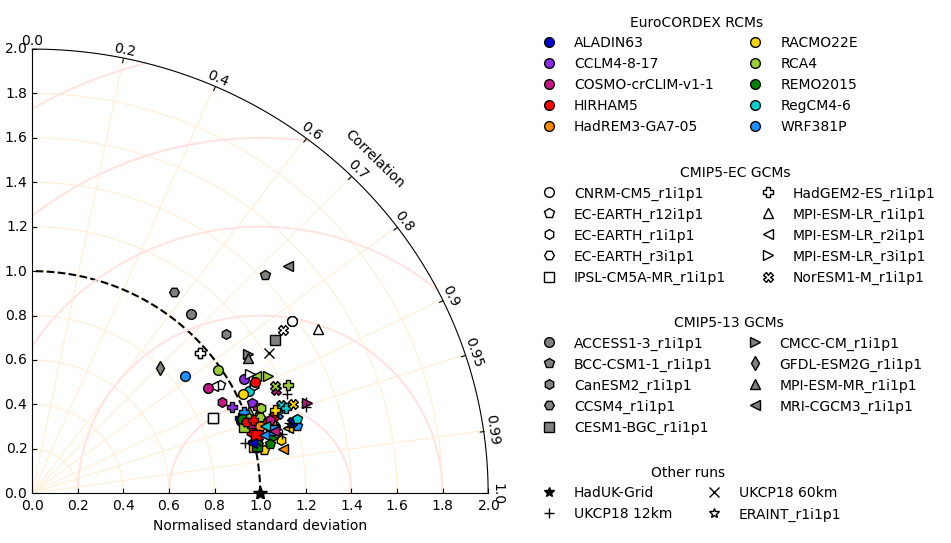 0.0
0.2
0.4
0.6
0.7
0.8
0.9
0.95
0.99
1.0
Correlation
2.0
1.8
1.6
1.4
1.2
1.0
0.8
0.6
0.4
0.2
0.0
0.0 0.2 0.4 0.6 0.8 1.0 1.2 1.4 1.6 1.8 2.0
Normalised standard deviation
EuroCORDEX RCMs
ALADIN63 RACMO22E
CCLM4-8-17 RCA4
COSMO-crCLIM-v1-1 REMO2015
HIRHAM5 RegCM4-6
HadREM3-GA7-05 WRF381P
CMIP5-EC GCMs
CNRM-CM5_r1i1p1 HadGEM2-ES_r1i1p1
EC-EARTH_r12i1p1 MPI-ESM-LR_r1i1p1
EC-EARTH_r1i1p1 MPI-ESM-LR_r2i1p1
EC-EARTH_r3i1p1 MPI-ESM-LR_r3i1p1
IPSL-CM5A-MR_r1i1p1 NorESM1-M_r1i1p1
CMIP5-13 GCMs
ACCESS1-3_r1i1p1 CMCC-CM_r1i1p1
BCC-CSM1-1_r1i1p1 GFDL-ESM2G_r1i1p1
CanESM2_r1i1p1 MPI-ESM-MR_r1i1p1
CCSM4_r1i1p1 MRI-CGCM3_r1i1p1
CESM1-BGC_r1i1p1
Other runs
HadUK-Grid UKCP18 60km
UKCP18 12km ERAINT_r1i1p1